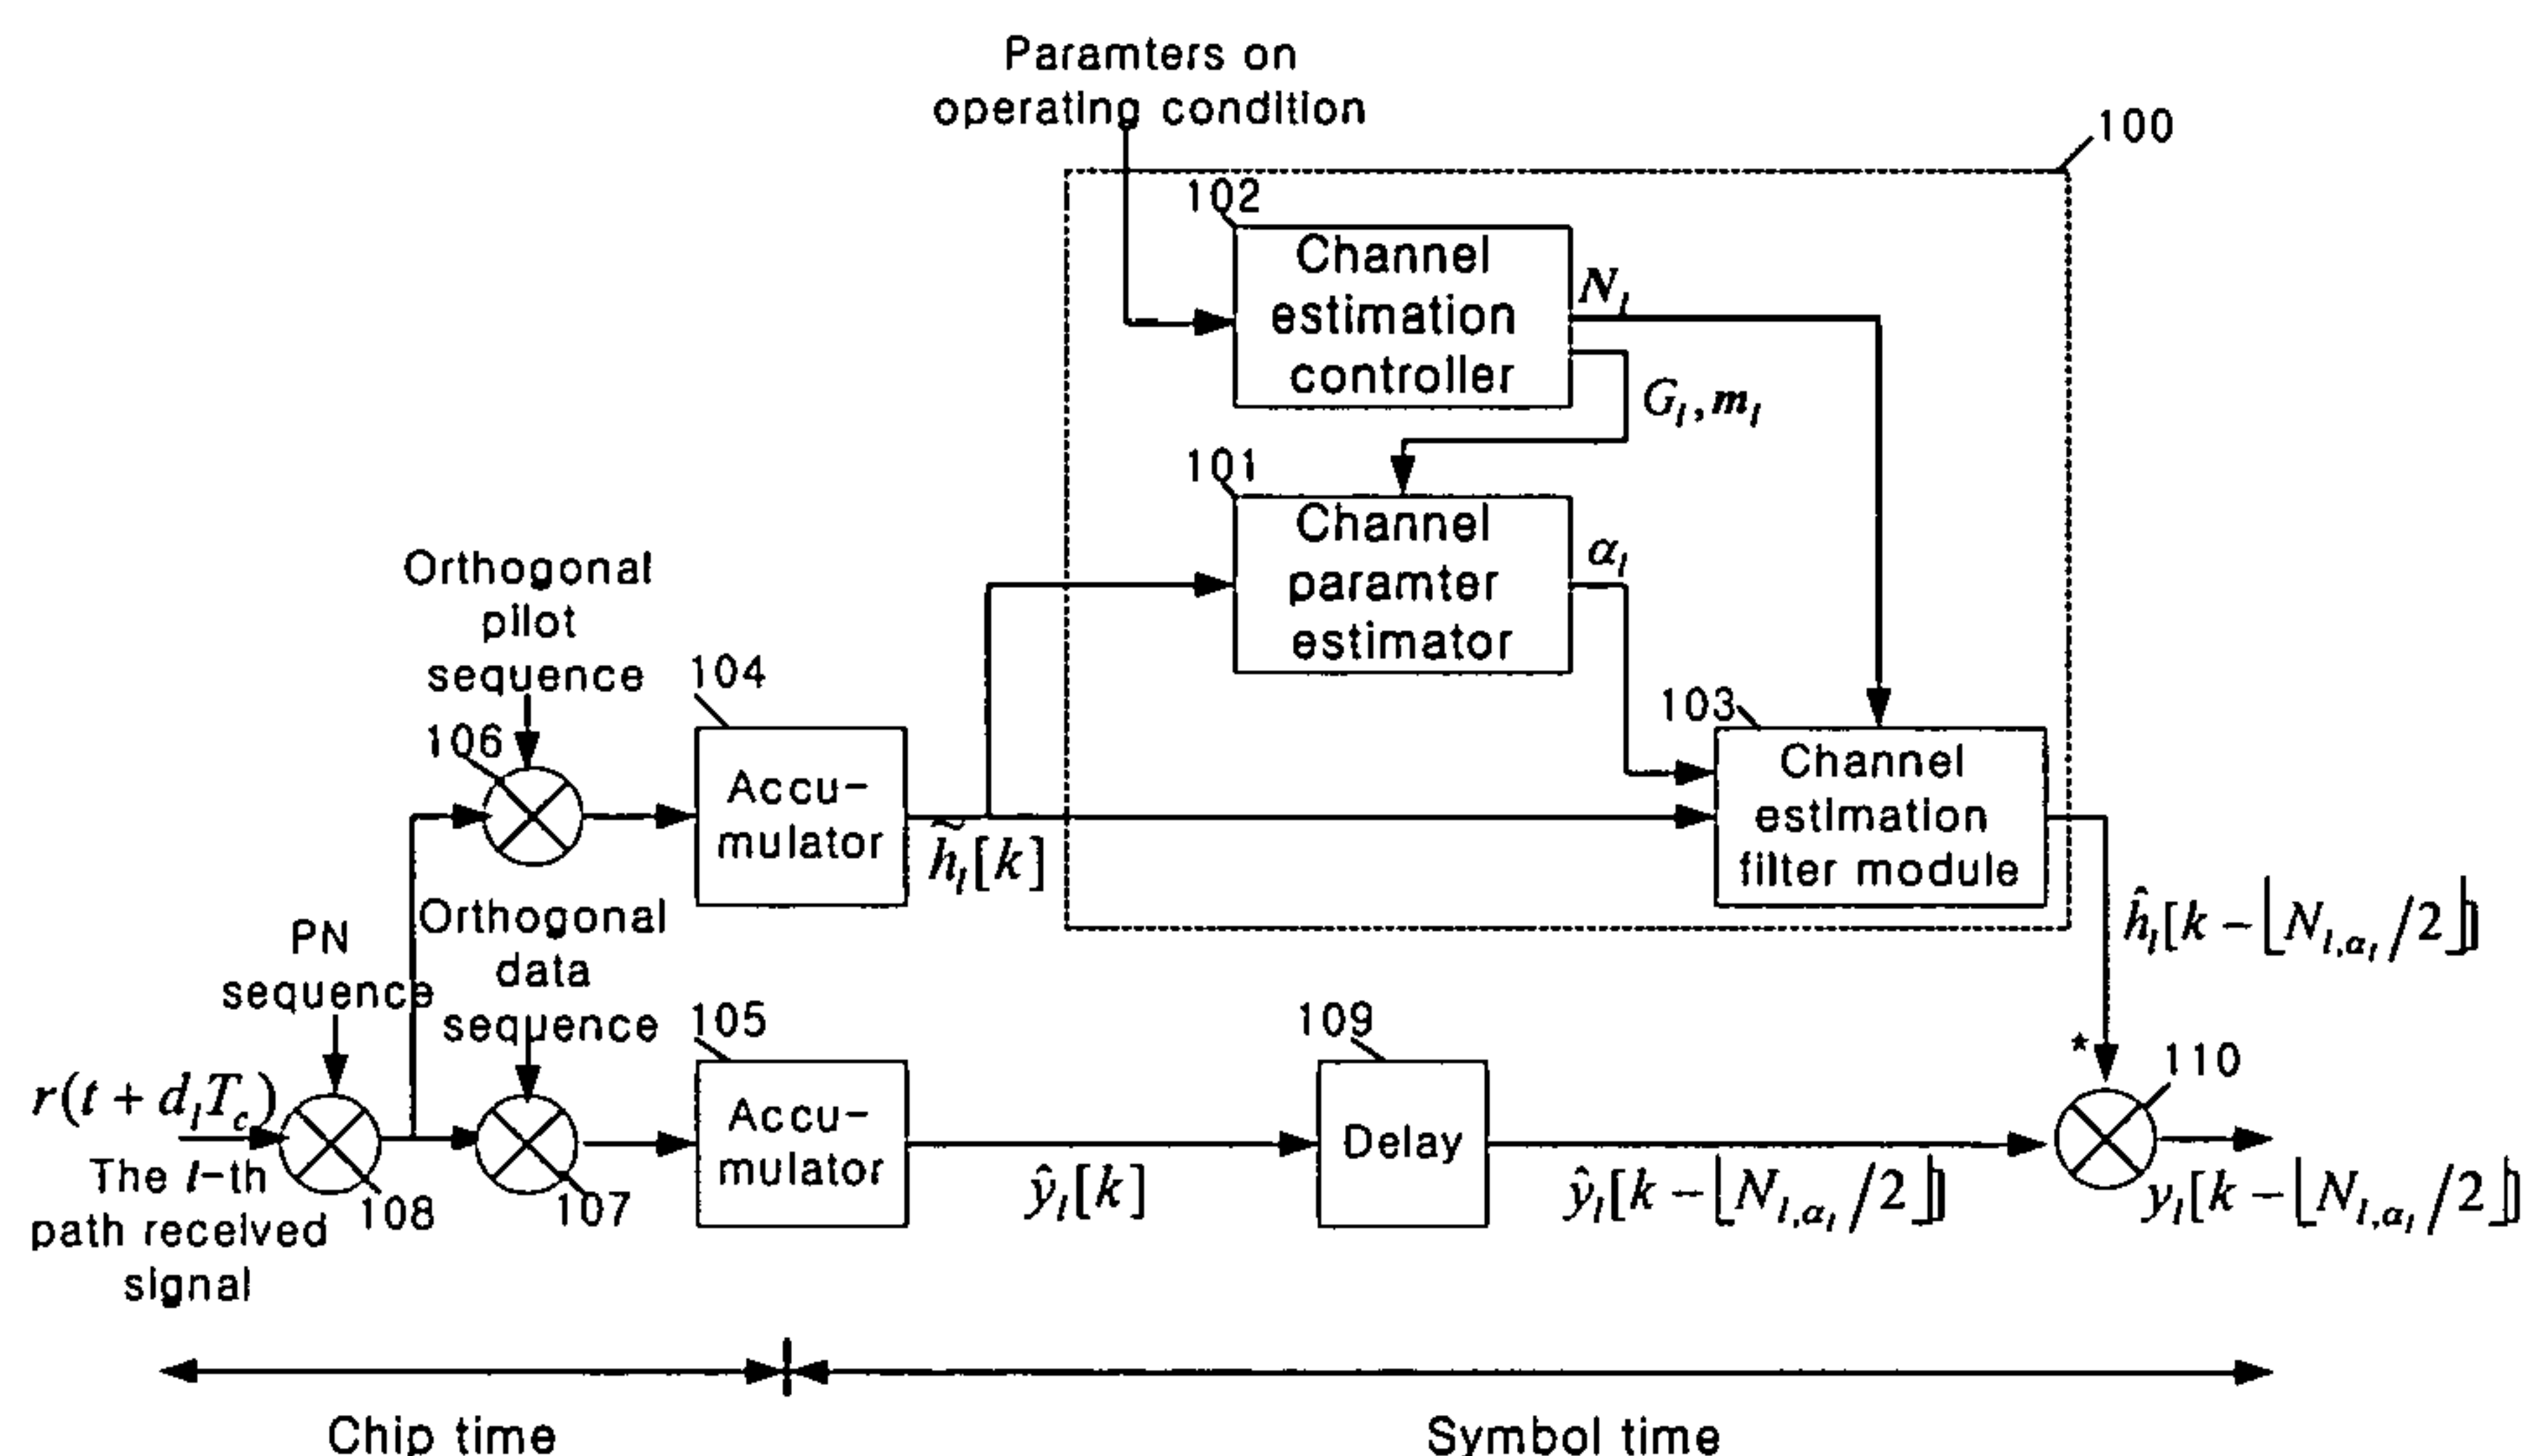 Paramters on
operating condition
100
102
Channel
estimation
controller
N_l
G_l, m_l
101
Channel
paramter
estimator
α_l
Orthogonal
pilot
sequence
106
104
Accu-
mulator
h̃_l[k]
103
Channel
estimation
filter module
ĥ_l[k-⌊N_{l,α_l}/2⌋]
*
PN
sequence
Orthogonal
data
sequence
r(t+d_lT_c)
The l-th
path received
signal
108
107
105
Accu-
mulator
ŷ_l[k]
109
Delay
ŷ_l[k-⌊N_{l,α_l}/2⌋]
110
y_l[k-⌊N_{l,α_l}/2⌋]
Chip time
Symbol time